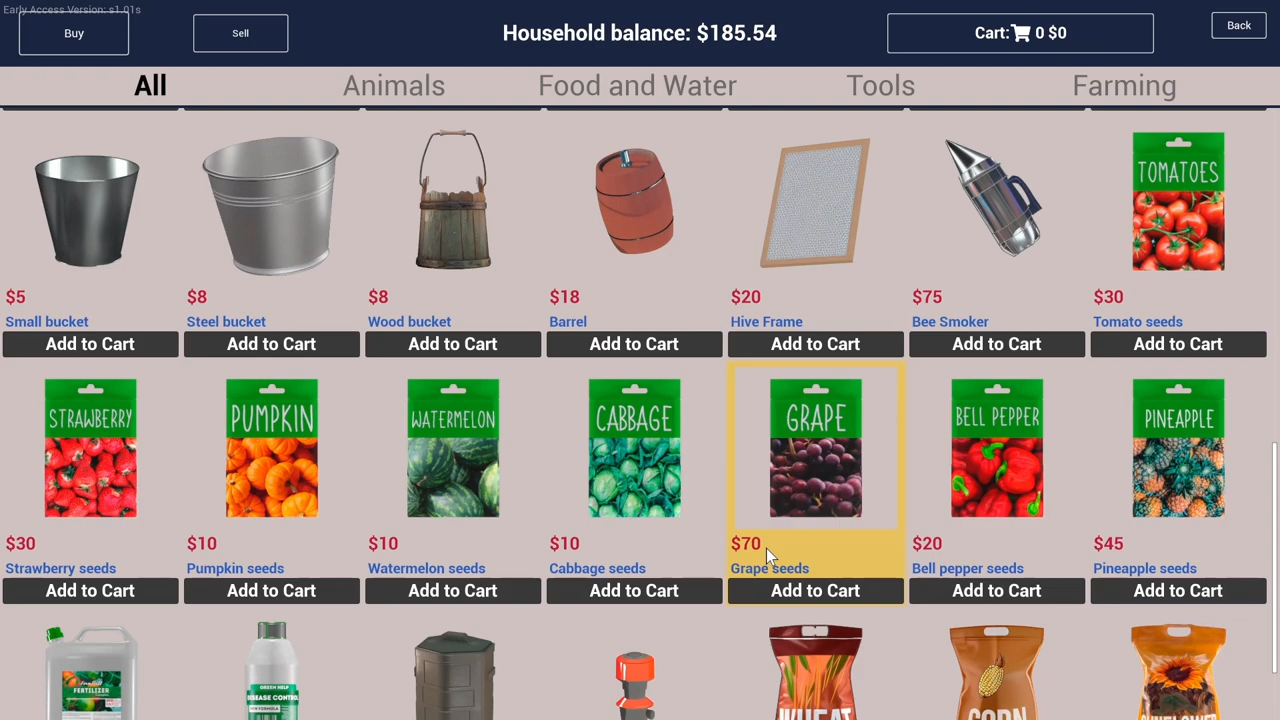 Early Access Version: s1.01s
Buy
Sell
Household balance: $185.54
Cart: 0 $0
Back
All
Animals
Food and Water
Tools
Farming
TOMATOES
$5
$8
$8
$18
$20
$75
$30
Small bucket
Steel bucket
Wood bucket
Barrel
Hive Frame
Bee Smoker
Tomato seeds
Add to Cart
Add to Cart
Add to Cart
Add to Cart
Add to Cart
Add to Cart
Add to Cart
STRAWBERRY
PUMPKIN
WATERMELON
CABBAGE
GRAPE
BELL PEPPER
PINEAPPLE
$30
$10
$10
$10
$70
$20
$45
Strawberry seeds
Pumpkin seeds
Watermelon seeds
Cabbage seeds
Grape seeds
Bell pepper seeds
Pineapple seeds
Add to Cart
Add to Cart
Add to Cart
Add to Cart
Add to Cart
Add to Cart
Add to Cart
FERTILIZER
GREEN HELP
DISEASE CONTROL
WHEAT
CORN